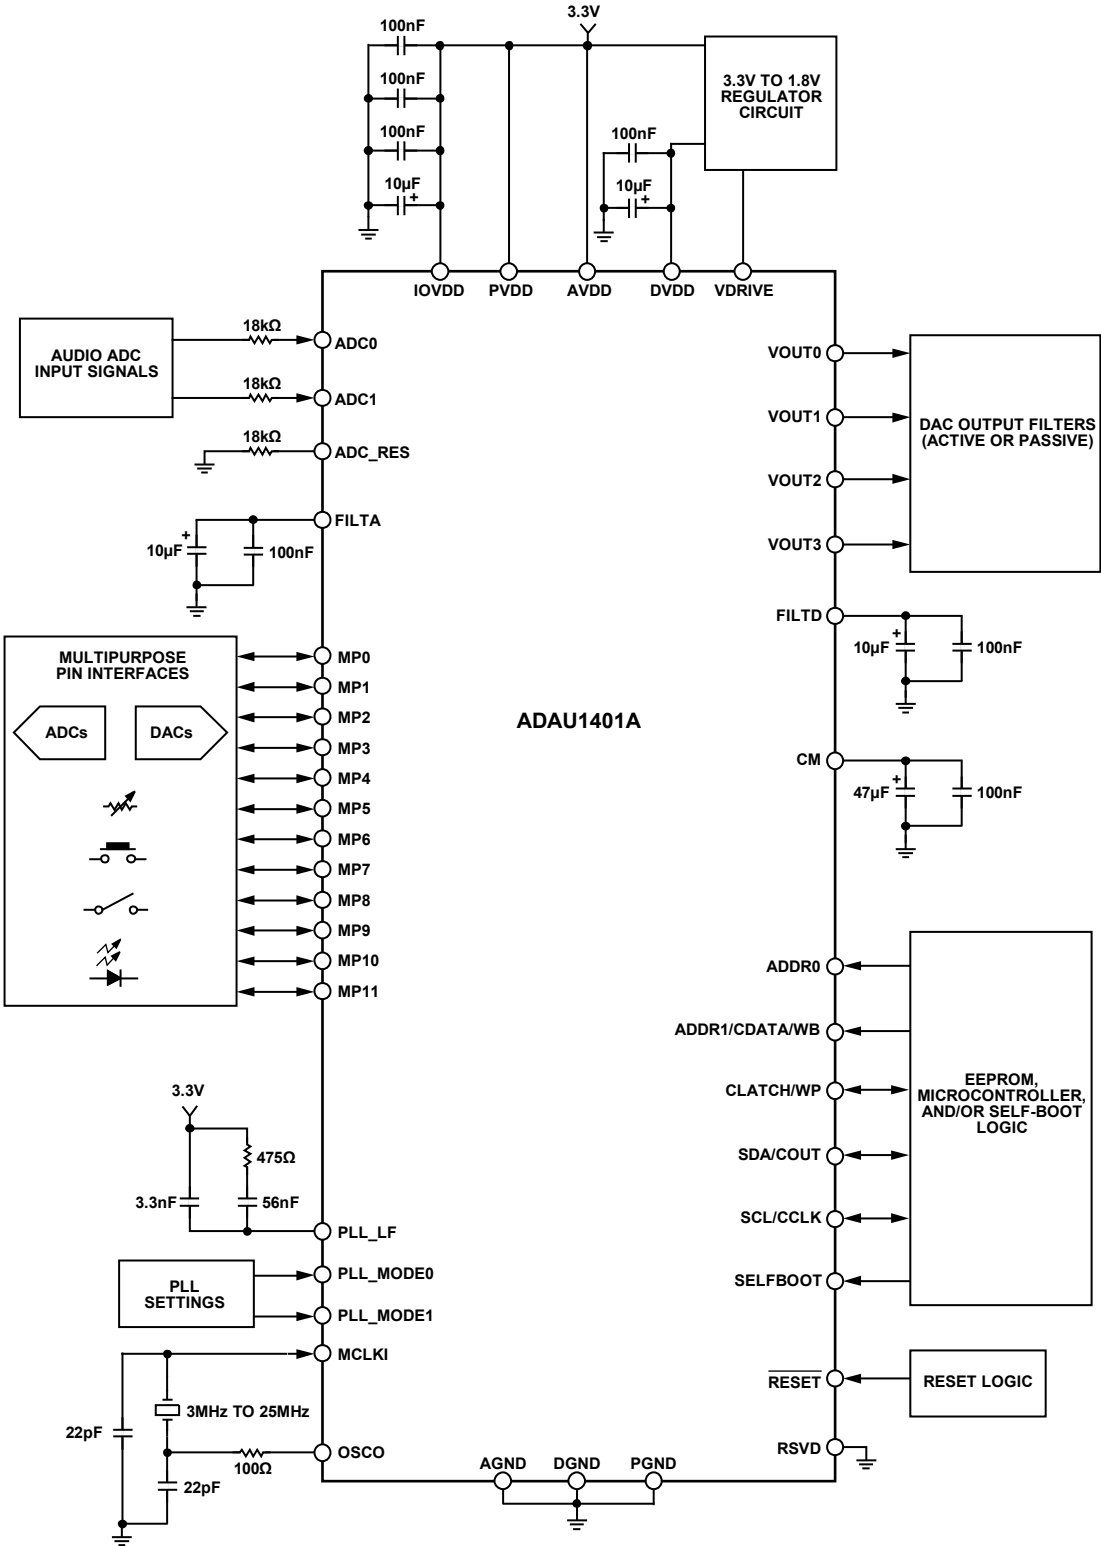 3.3V
100nF
100nF
100nF
10µF
+
3.3V TO 1.8V
REGULATOR
CIRCUIT
100nF
10µF
+
IOVDD
PVDD
AVDD
DVDD
VDRIVE
AUDIO ADC
INPUT SIGNALS
18kΩ
18kΩ
18kΩ
ADC0
ADC1
ADC_RES
FILTA
+
10µF
100nF
MULTIPURPOSE
PIN INTERFACES
ADCs
DACs
MP0
MP1
MP2
MP3
MP4
MP5
MP6
MP7
MP8
MP9
MP10
MP11
3.3V
475Ω
3.3nF
56nF
PLL_LF
PLL
SETTINGS
PLL_MODE0
PLL_MODE1
MCLKI
3MHz TO 25MHz
22pF
100Ω
22pF
OSCO
ADAU1401A
AGND
DGND
PGND
VOUT0
VOUT1
VOUT2
VOUT3
DAC OUTPUT FILTERS
(ACTIVE OR PASSIVE)
FILTD
+
10µF
100nF
CM
+
47µF
100nF
ADDR0
ADDR1/CDATA/WB
CLATCH/WP
SDA/COUT
SCL/CCLK
SELFBOOT
EEPROM,
MICROCONTROLLER,
AND/OR SELF-BOOT
LOGIC
RESET
RESET LOGIC
RSVD